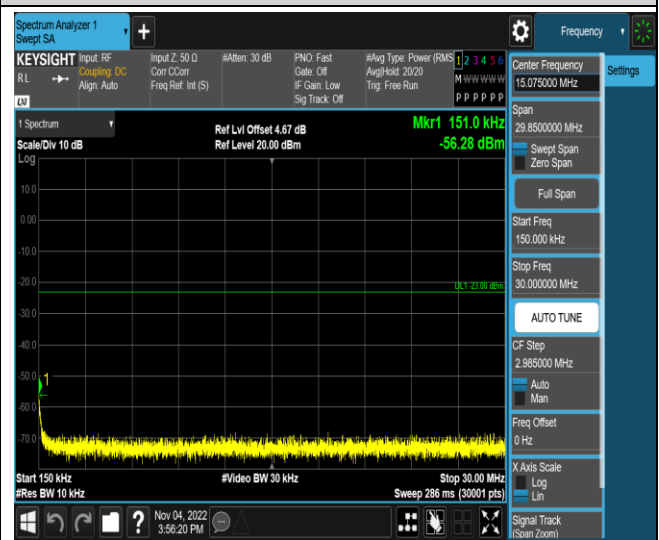 Spectrum Analyzer 1
Swept SA
Frequency
KEYSIGHT
RL
Input: RF
Coupling: DC
Align: Auto
Input Z: 50 Ω
Corr CCorr
Freq Ref: Int (S)
#Atten: 30 dB
PNO: Fast
Gate: Off
IF Gain: Low
Sig Track: Off
#Avg Type: Power (RMS
Avg|Hold: 20/20
Trig: Free Run
1 2 3 4 5 6
M W W W W W
P P P P P P
Center Frequency
15.075000 MHz
Settings
Span
29.8500000 MHz
Swept Span
Zero Span
Full Span
Start Freq
150.000 kHz
Stop Freq
30.000000 MHz
AUTO TUNE
CF Step
2.985000 MHz
Auto
Man
Freq Offset
0 Hz
X Axis Scale
Log
Lin
Signal Track
(Span Zoom)
1 Spectrum
Scale/Div 10 dB
Ref Lvl Offset 4.67 dB
Ref Level 20.00 dBm
Mkr1 151.0 kHz
-56.28 dBm
Log
10.0
0.00
-10.0
-20.0
DL1 -23.00 dBm
-30.0
-40.0
-50.0
1
-60.0
-70.0
Start 150 kHz
#Video BW 30 kHz
Stop 30.00 MHz
#Res BW 10 kHz
Sweep 286 ms (30001 pts)
?
Nov 04, 2022
3:56:20 PM